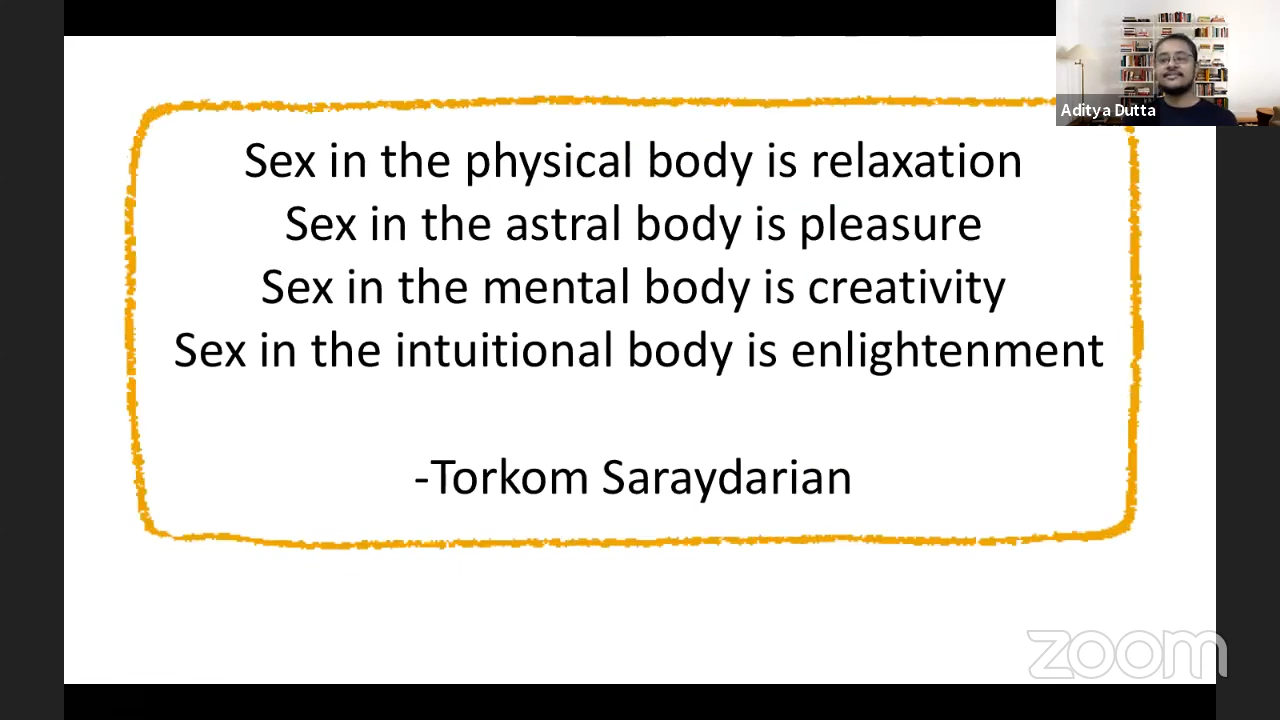 Aditya Dutta
Sex in the physical body is relaxation
Sex in the astral body is pleasure
Sex in the mental body is creativity
Sex in the intuitional body is enlightenment
-Torkom Saraydarian-
zoom